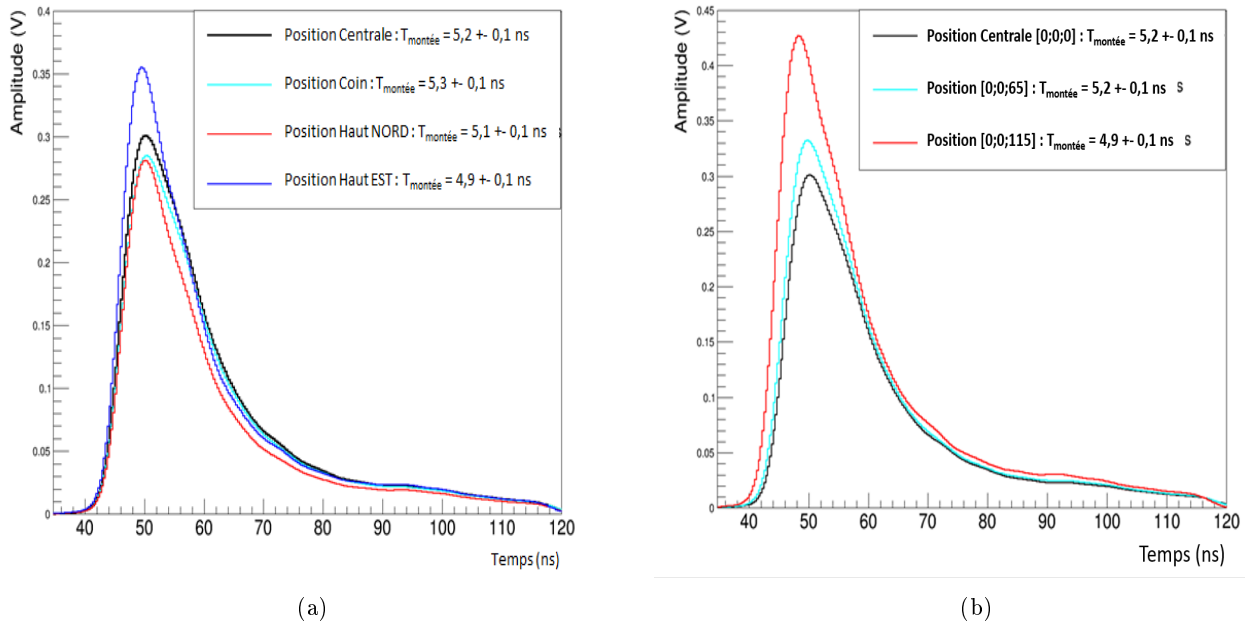 Amplitude (V)
0.4
0.35
0.3
0.25
0.2
0.15
0.1
0.05
0
40 50 60 70 80 90 100 110 120
Temps (ns)
Position Centrale : Tmontée = 5,2 +- 0,1 ns
Position Coin : Tmontée = 5,3 +- 0,1 ns
Position Haut NORD : Tmontée = 5,1 +- 0,1 ns s
Position Haut EST : Tmontée = 4,9 +- 0,1 ns
(a)
Amplitude (V)
0.45
0.4
0.35
0.3
0.25
0.2
0.15
0.1
0.05
0
40 50 60 70 80 90 100 110 120
Temps (ns)
Position Centrale [0;0;0] : Tmontée = 5,2 +- 0,1 ns
Position [0;0;65] : Tmontée = 5,2 +- 0,1 ns s
Position [0;0;115] : Tmontée = 4,9 +- 0,1 ns s
(b)